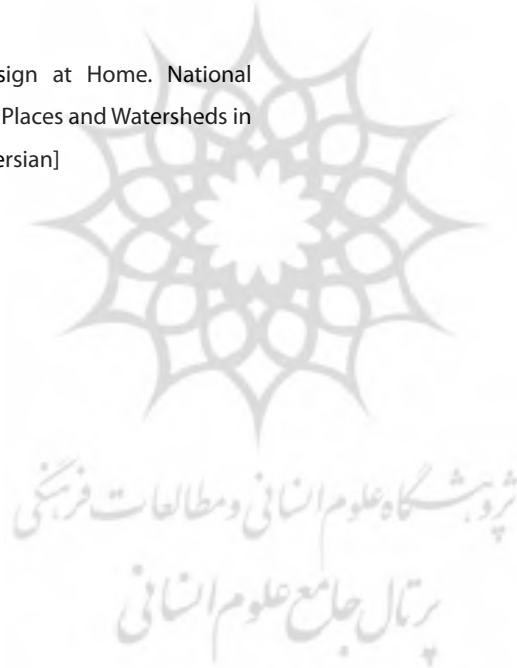 sign at Home. National
Places and Watersheds in
ersian]
پژوهشگاه علوم انسانی و مطالعات فرهنگی
پرتال جامع علوم انسانی